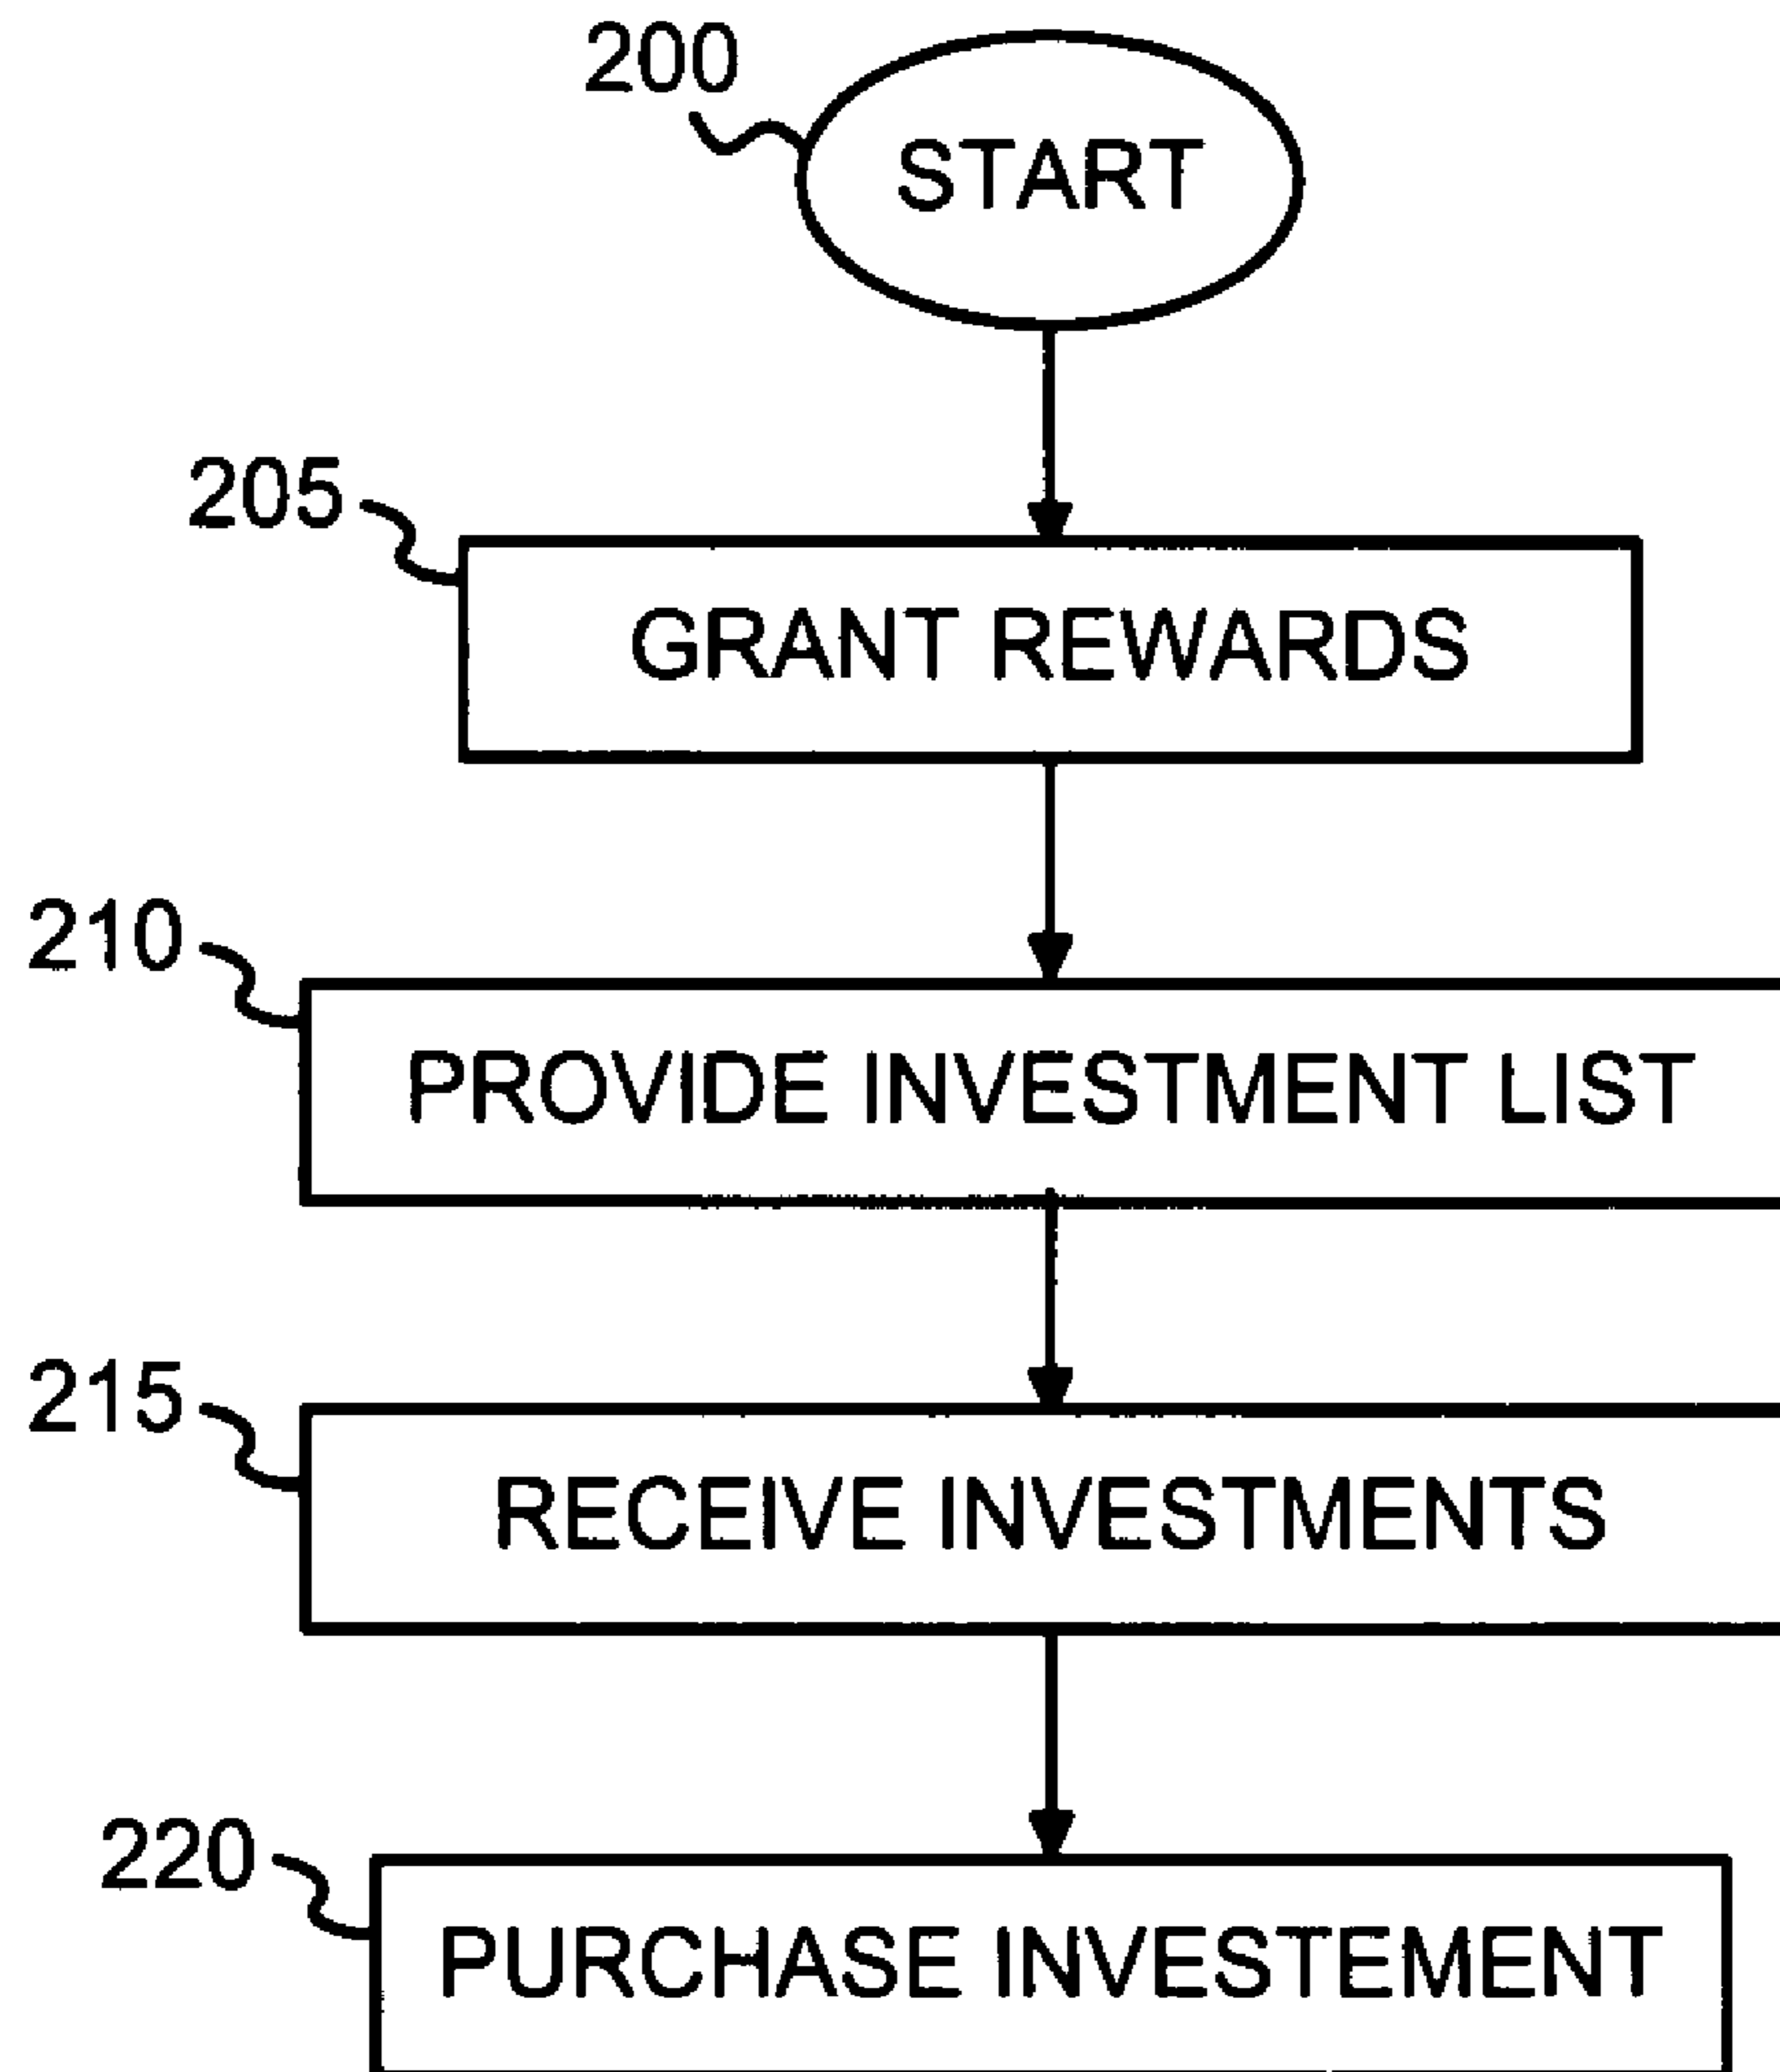 200
START
205
GRANT REWARDS
210
PROVIDE INVESTMENT LIST
215
RECEIVE INVESTMENTS
220
PURCHASE INVESTEMENT